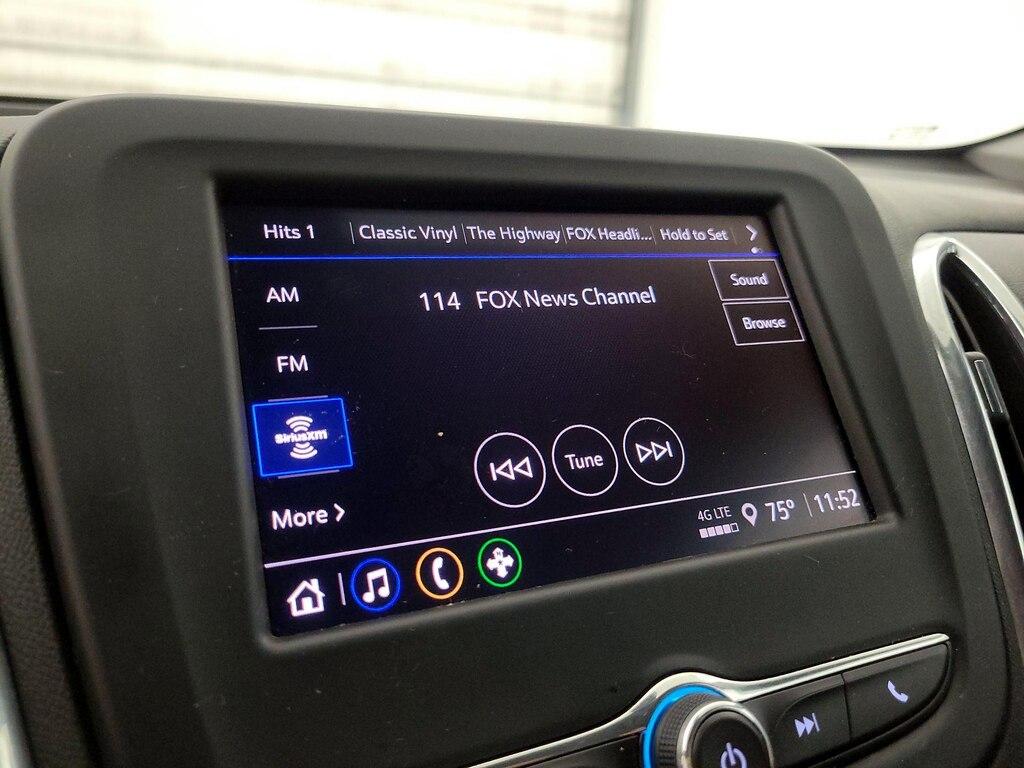 Hits 1
Classic Vinyl
The Highway
FOX Headli...
Hold to Set
Sound
AM
114 FOX News Channel
Browse
FM
SiriusXM
Tune
More
4G LTE
75°
11:52